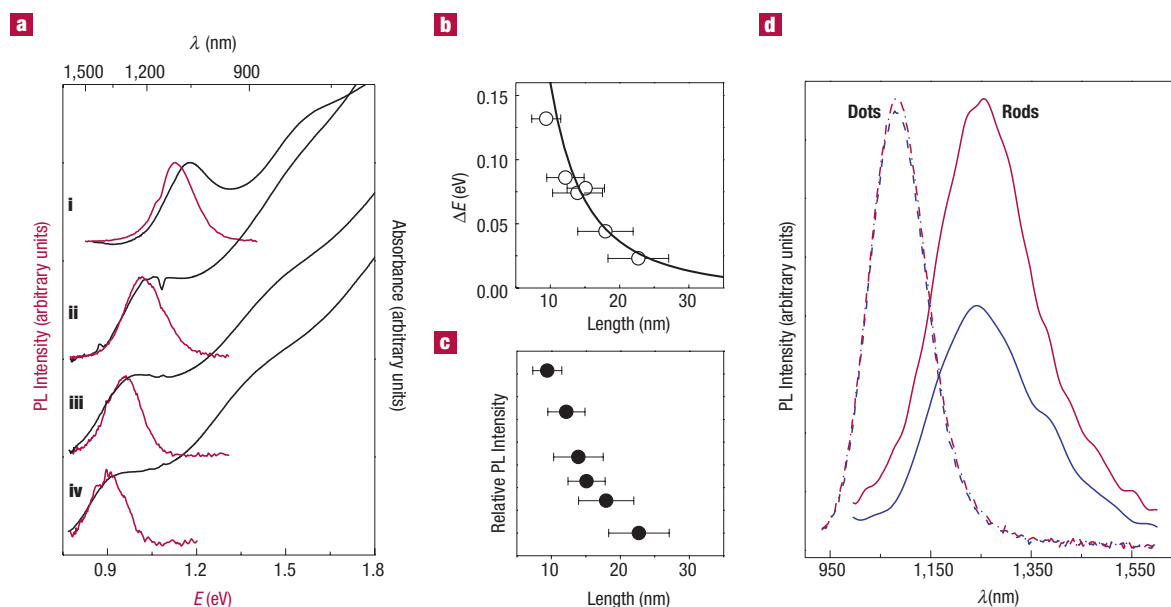 a
λ (nm)
1,500 1,200 900
i
ii
iii
iv
PL Intensity (arbitrary units)
Absorbance (arbitrary units)
0.9 1.2 1.5 1.8
E (eV)
b
0.15
0.10
0.05
0.00
ΔE (eV)
10 20 30
Length (nm)
c
Relative PL Intensity
10 20 30
Length (nm)
d
Dots Rods
PL Intensity (arbitrary units)
950 1,150 1,350 1,550
λ(nm)